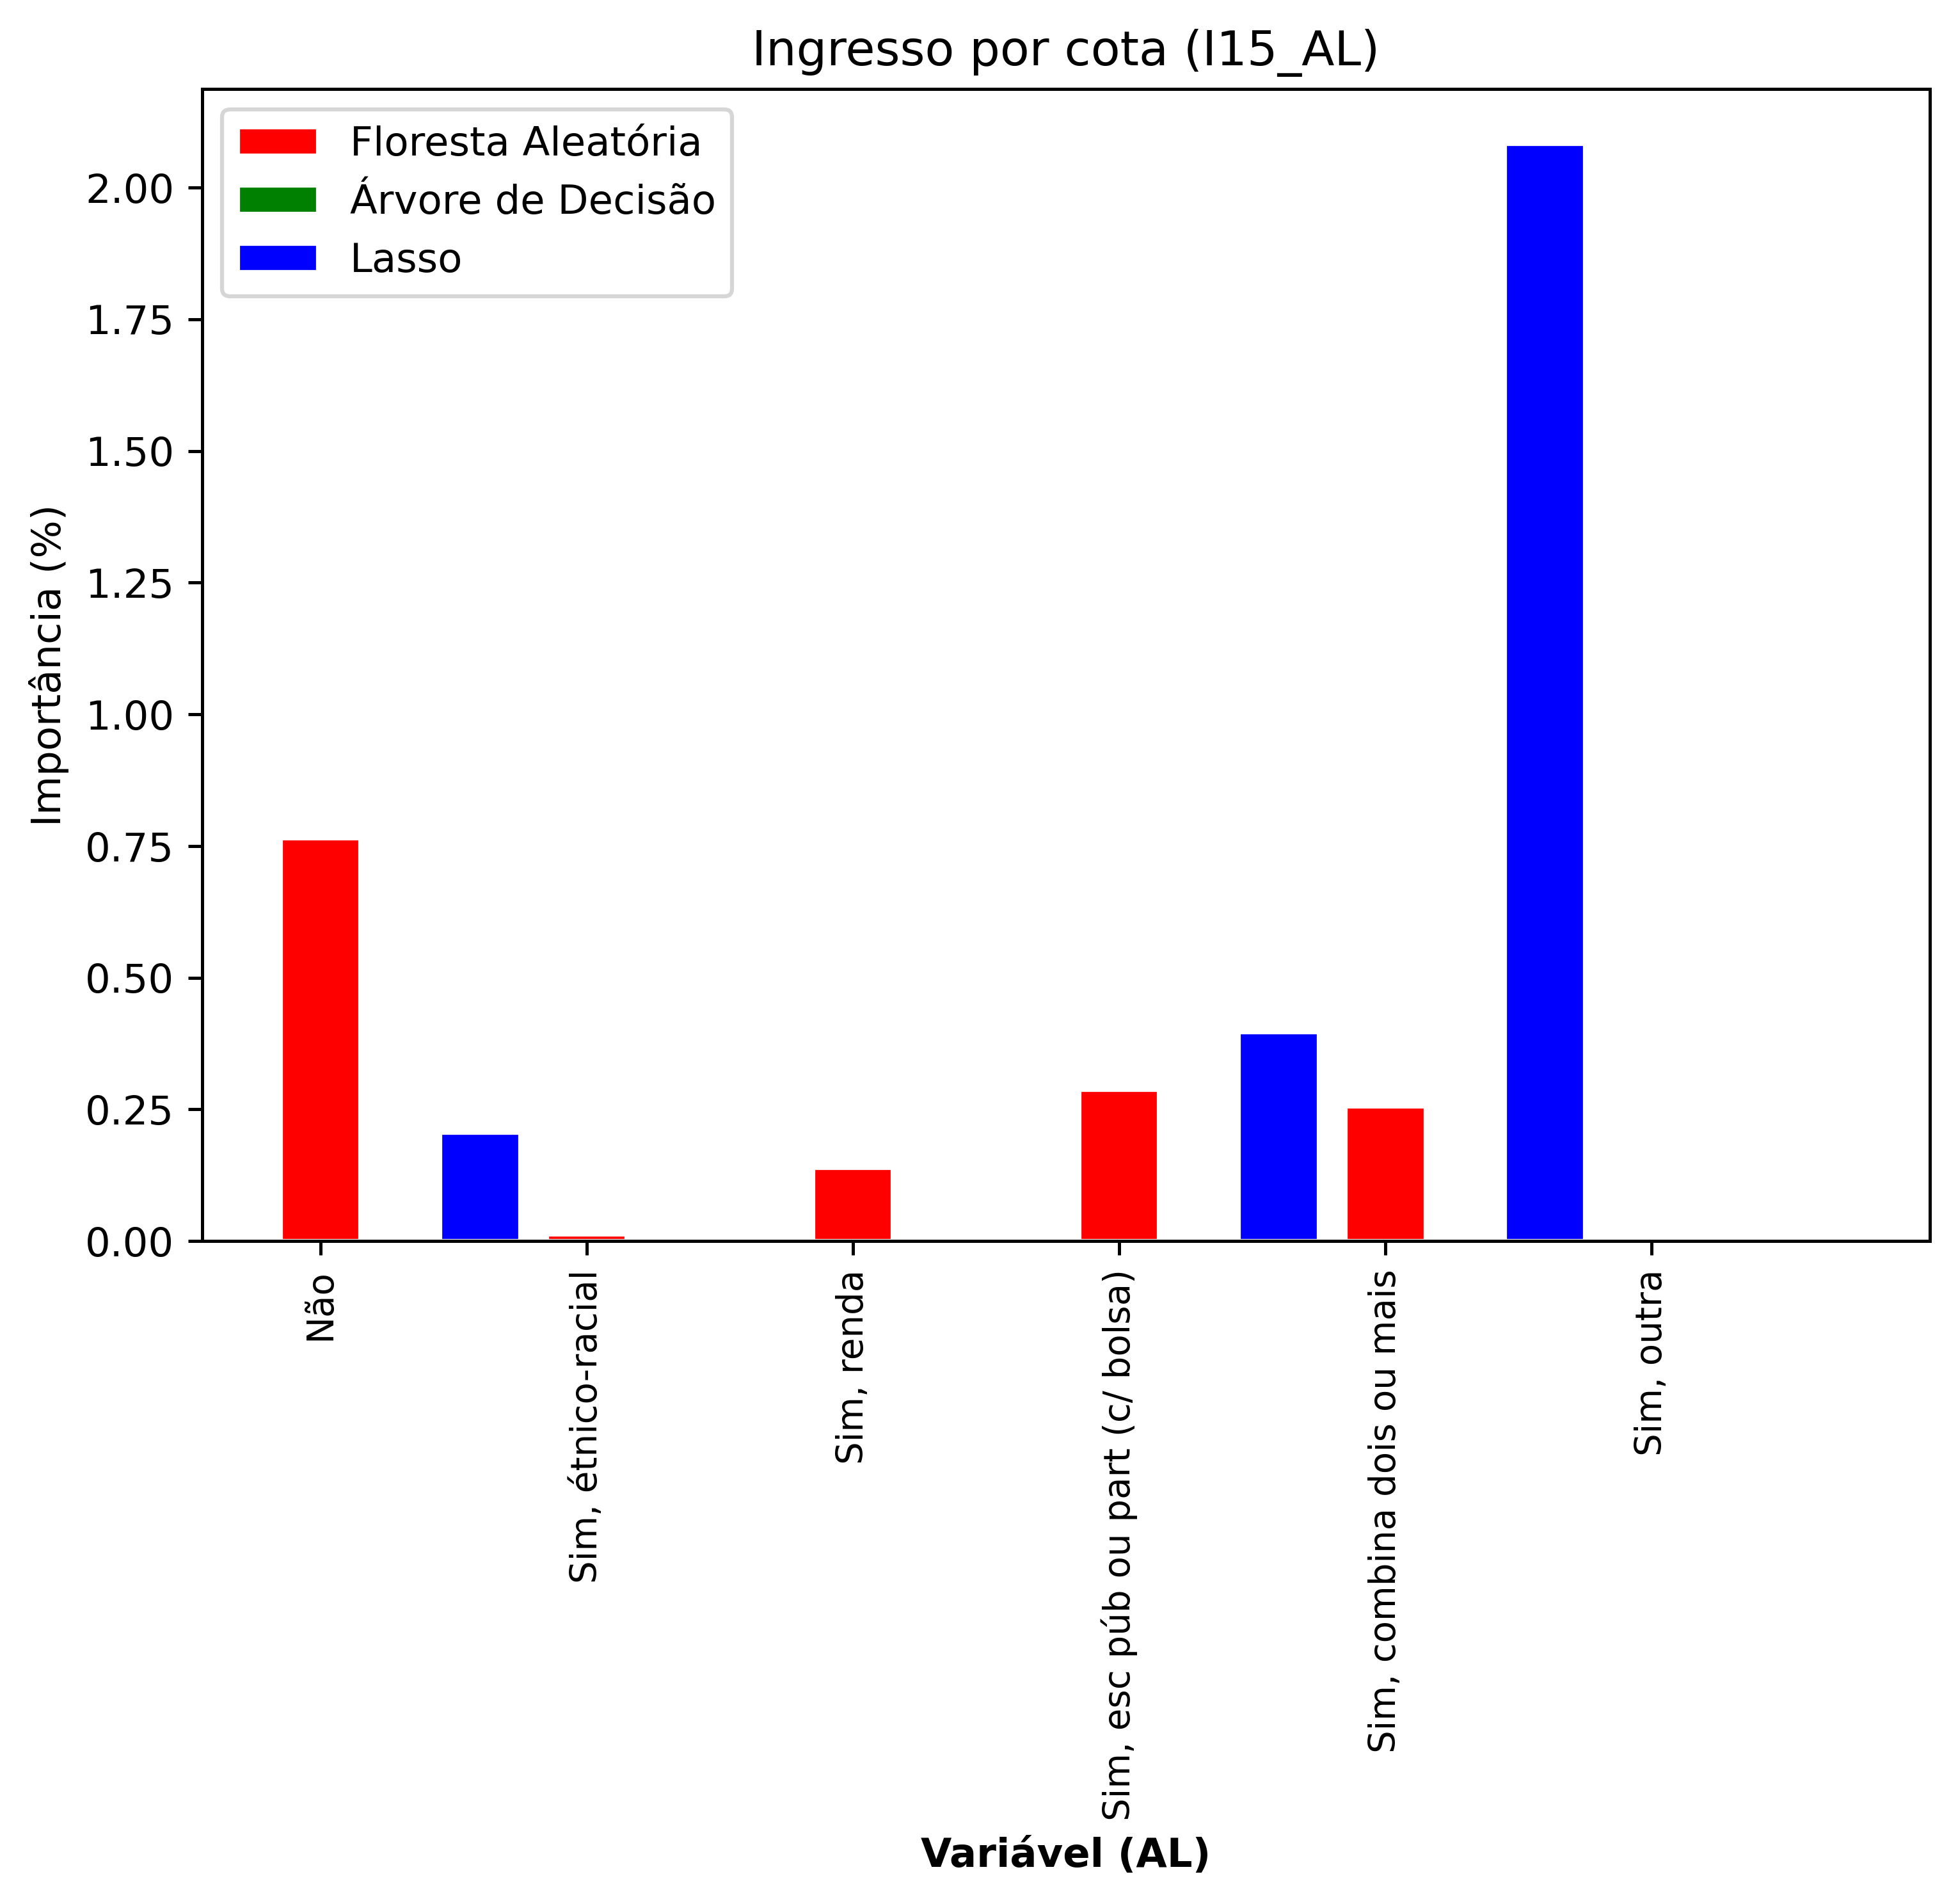 Ingresso por cota (I15_AL)
Floresta Aleatória
Árvore de Decisão
Lasso
Importância (%)
2.00
1.75
1.50
1.25
1.00
0.75
0.50
0.25
0.00
Não
Sim, étnico-racial
Sim, renda
Sim, esc púb ou part (c/ bolsa)
Sim, combina dois ou mais
Sim, outra
Variável (AL)